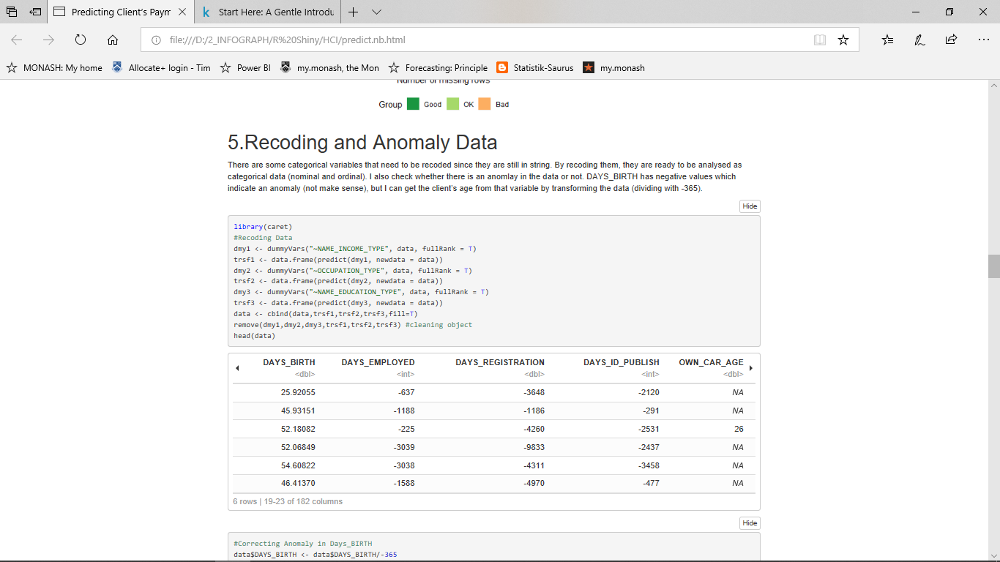 Predicting Client's Paym
Start Here: A Gentle Introdu
file:///D:/2_INFOGRAPH/R%20Shiny/HCI/predict.nb.html
MONASH: My home
Allocate+ login - Tim
Power BI
my.monash, the Mon
Forecasting: Principle
Statistik-Saurus
my.monash
Number of missing rows
Group Good OK Bad
5.Recoding and Anomaly Data
There are some categorical variables that need to be recoded since they are still in string. By recoding them, they are ready to be analysed as
categorical data (nominal and ordinal). I also check whether there is an anomlay in the data or not. DAYS_BIRTH has negative values which
indicate an anomaly (not make sense), but I can get the client's age from that variable by transforming the data (dividing with -365).
Hide
library(caret)
#Recoding Data
dmy1 <- dummyVars("~NAME_INCOME_TYPE", data, fullRank = T)
trsf1 <- data.frame(predict(dmy1, newdata = data))
dmy2 <- dummyVars("~OCCUPATION_TYPE", data, fullRank = T)
trsf2 <- data.frame(predict(dmy2, newdata = data))
dmy3 <- dummyVars("~NAME_EDUCATION_TYPE", data, fullRank = T)
trsf3 <- data.frame(predict(dmy3, newdata = data))
data <- cbind(data,trsf1,trsf2,trsf3,fill=T)
remove(dmy1,dmy2,dmy3,trsf1,trsf2,trsf3) #cleaning object
head(data)
DAYS_BIRTH DAYS_EMPLOYED DAYS_REGISTRATION DAYS_ID_PUBLISH OWN_CAR_AGE
<dbl> <int> <dbl> <int> <dbl>
25.92055 -637 -3648 -2120 NA
45.93151 -1188 -1186 -291 NA
52.18082 -225 -4260 -2531 26
52.06849 -3039 -9833 -2437 NA
54.60822 -3038 -4311 -3458 NA
46.41370 -1588 -4970 -477 NA
6 rows | 19-23 of 182 columns
Hide
#Correcting Anomaly in Days_BIRTH
data$DAYS_BIRTH <- data$DAYS_BIRTH/-365